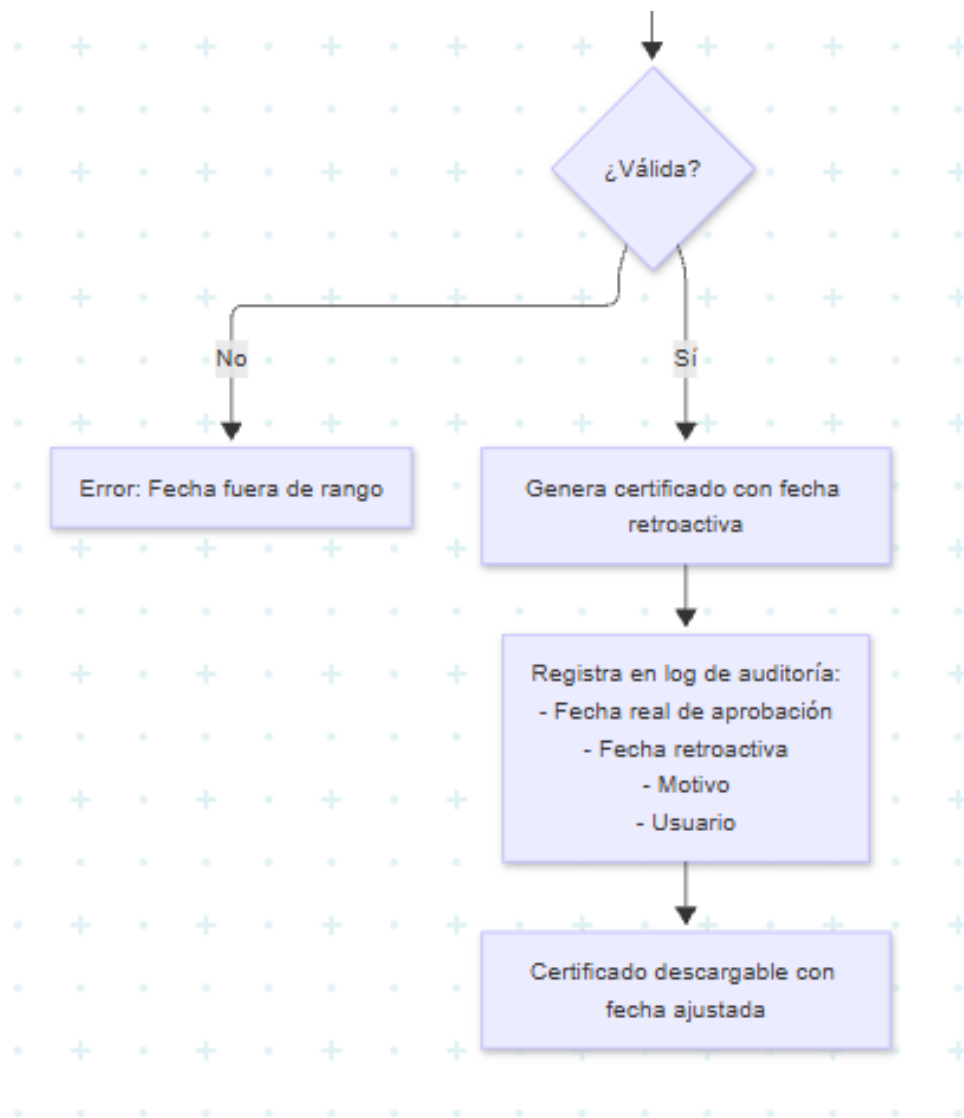 ¿Válida?
No
Sí
Error: Fecha fuera de rango
Genera certificado con fecha
retroactiva
Registra en log de auditoría:
- Fecha real de aprobación
- Fecha retroactiva
- Motivo
- Usuario
Certificado descargable con
fecha ajustada